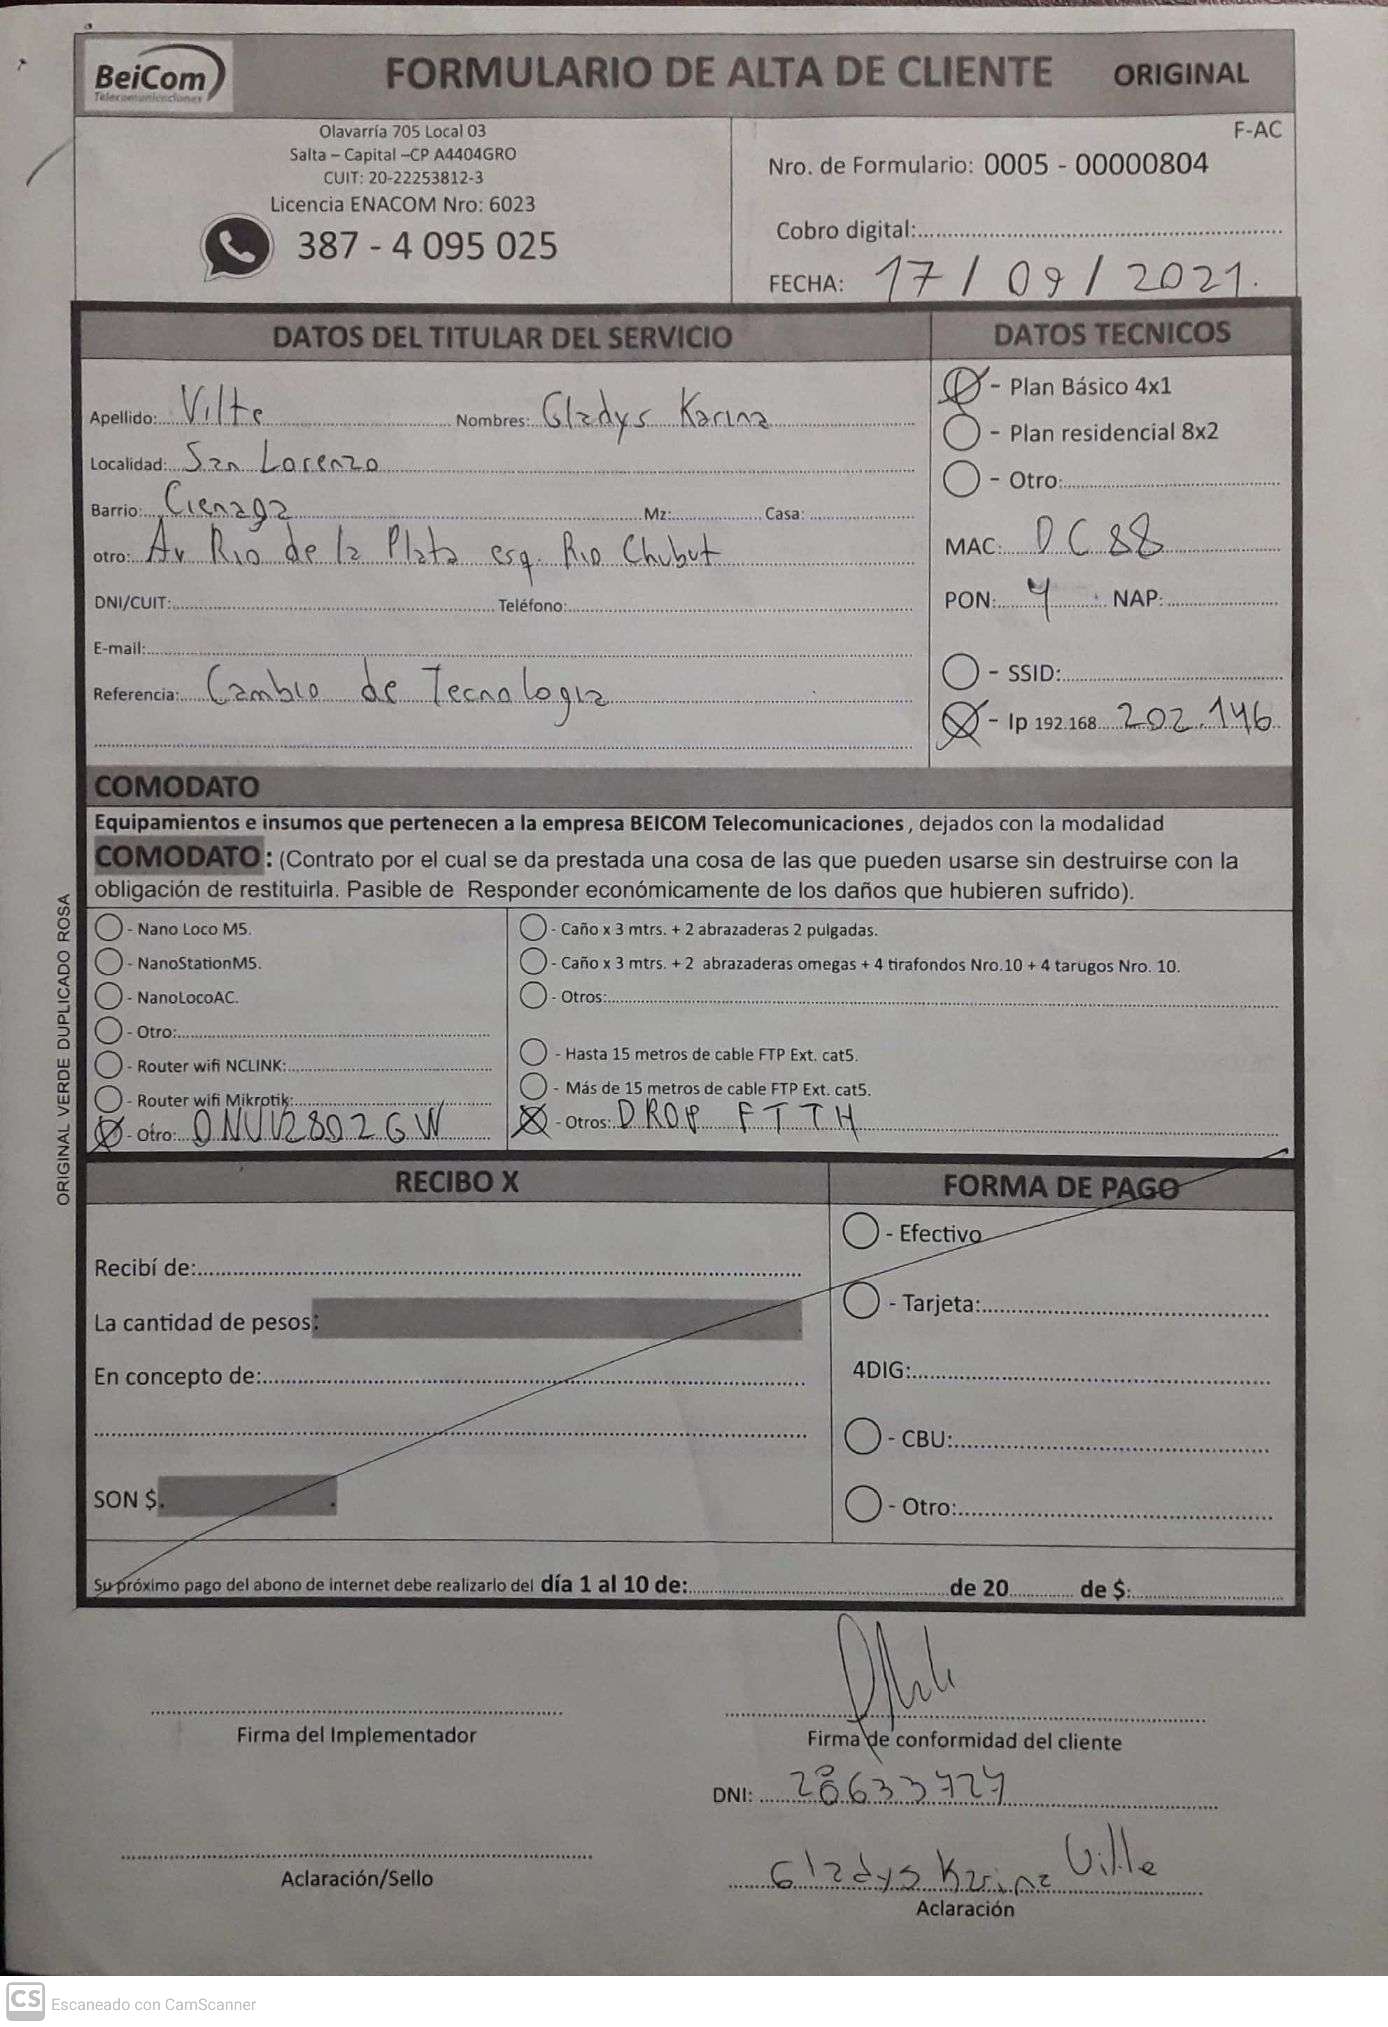 BeiCom
Telecomunicaciones
FORMULARIO DE ALTA DE CLIENTE ORIGINAL
Olavarría 705 Local 03
Salta – Capital –CP A4404GRO
CUIT: 20-22253812-3
Licencia ENACOM Nro: 6023
387 - 4 095 025
F-AC
Nro. de Formulario: 0005 - 00000804
Cobro digital:
FECHA: 17 / 09 / 2021.
DATOS DEL TITULAR DEL SERVICIO
Apellido: Vilte Nombres: Gladys Karina
Localidad: San Lorenzo
Barrio: Cienaga Mz: Casa:
otro: Av Rio de la Plata esq. Rio Chubut
DNI/CUIT: Teléfono:
E-mail:
Referencia: Cambio de Tecnologia
DATOS TECNICOS
- Plan Básico 4x1
- Plan residencial 8x2
- Otro:
MAC: DC88
PON: 4 NAP:
- SSID:
- Ip 192.168. 202.146
COMODATO
Equipamientos e insumos que pertenecen a la empresa BEICOM Telecomunicaciones, dejados con la modalidad
COMODATO: (Contrato por el cual se da prestada una cosa de las que pueden usarse sin destruirse con la
obligación de restituirla. Pasible de Responder económicamente de los daños que hubieren sufrido).
- Nano Loco M5.
- NanoStationM5.
- NanoLocoAC.
- Otro:
- Router wifi NCLINK:
- Router wifi Mikrotik:
- Otro: ONUV2802GW
- Caño x 3 mtrs. + 2 abrazaderas 2 pulgadas.
- Caño x 3 mtrs. + 2 abrazaderas omegas + 4 tirafondos Nro.10 + 4 tarugos Nro. 10.
- Otros:
- Hasta 15 metros de cable FTP Ext. cat5.
- Más de 15 metros de cable FTP Ext. cat5.
- Otros: DROP FTTH
ORIGINAL VERDE DUPLICADO ROSA
RECIBO X
Recibí de:
La cantidad de pesos:
En concepto de:
SON $.
FORMA DE PAGO
- Efectivo
- Tarjeta:
4DIG:
- CBU:
- Otro:
Su próximo pago del abono de internet debe realizarlo del día 1 al 10 de: de 20 de $:
Firma del Implementador
Firma de conformidad del cliente
DNI: 28633727
Aclaración/Sello
Gladys Karina Vilte
Aclaración
CS Escaneado con CamScanner